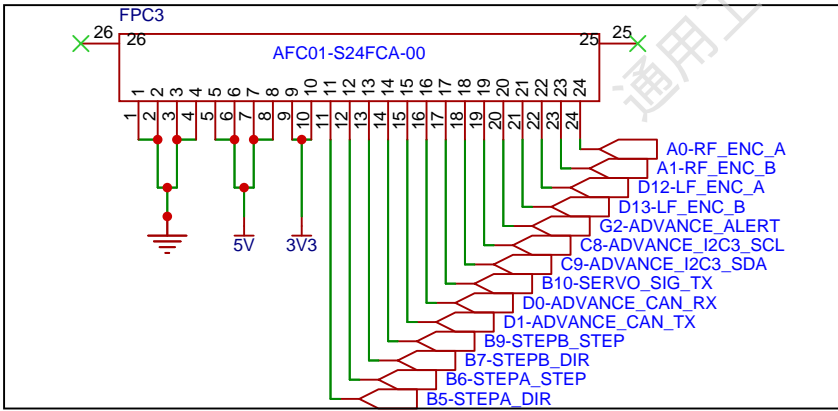 FPC3
26
26
25
25
AFC01-S24FCA-00
1 2 3 4 5 6 7 8 9 10 11 12 13 14 15 16 17 18 19 20 21 22 23 24
1 2 3 4 5 6 7 8 9 10 11 12 13 14 15 16 17 18 19 20 21 22 23 24
5V
3V3
A0-RF_ENC_A
A1-RF_ENC_B
D12-LF_ENC_A
D13-LF_ENC_B
G2-ADVANCE_ALERT
C8-ADVANCE_I2C3_SCL
C9-ADVANCE_I2C3_SDA
B10-SERVO_SIG_TX
D0-ADVANCE_CAN_RX
D1-ADVANCE_CAN_TX
B9-STEPB_STEP
B7-STEPB_DIR
B6-STEPA_STEP
B5-STEPA_DIR
通用